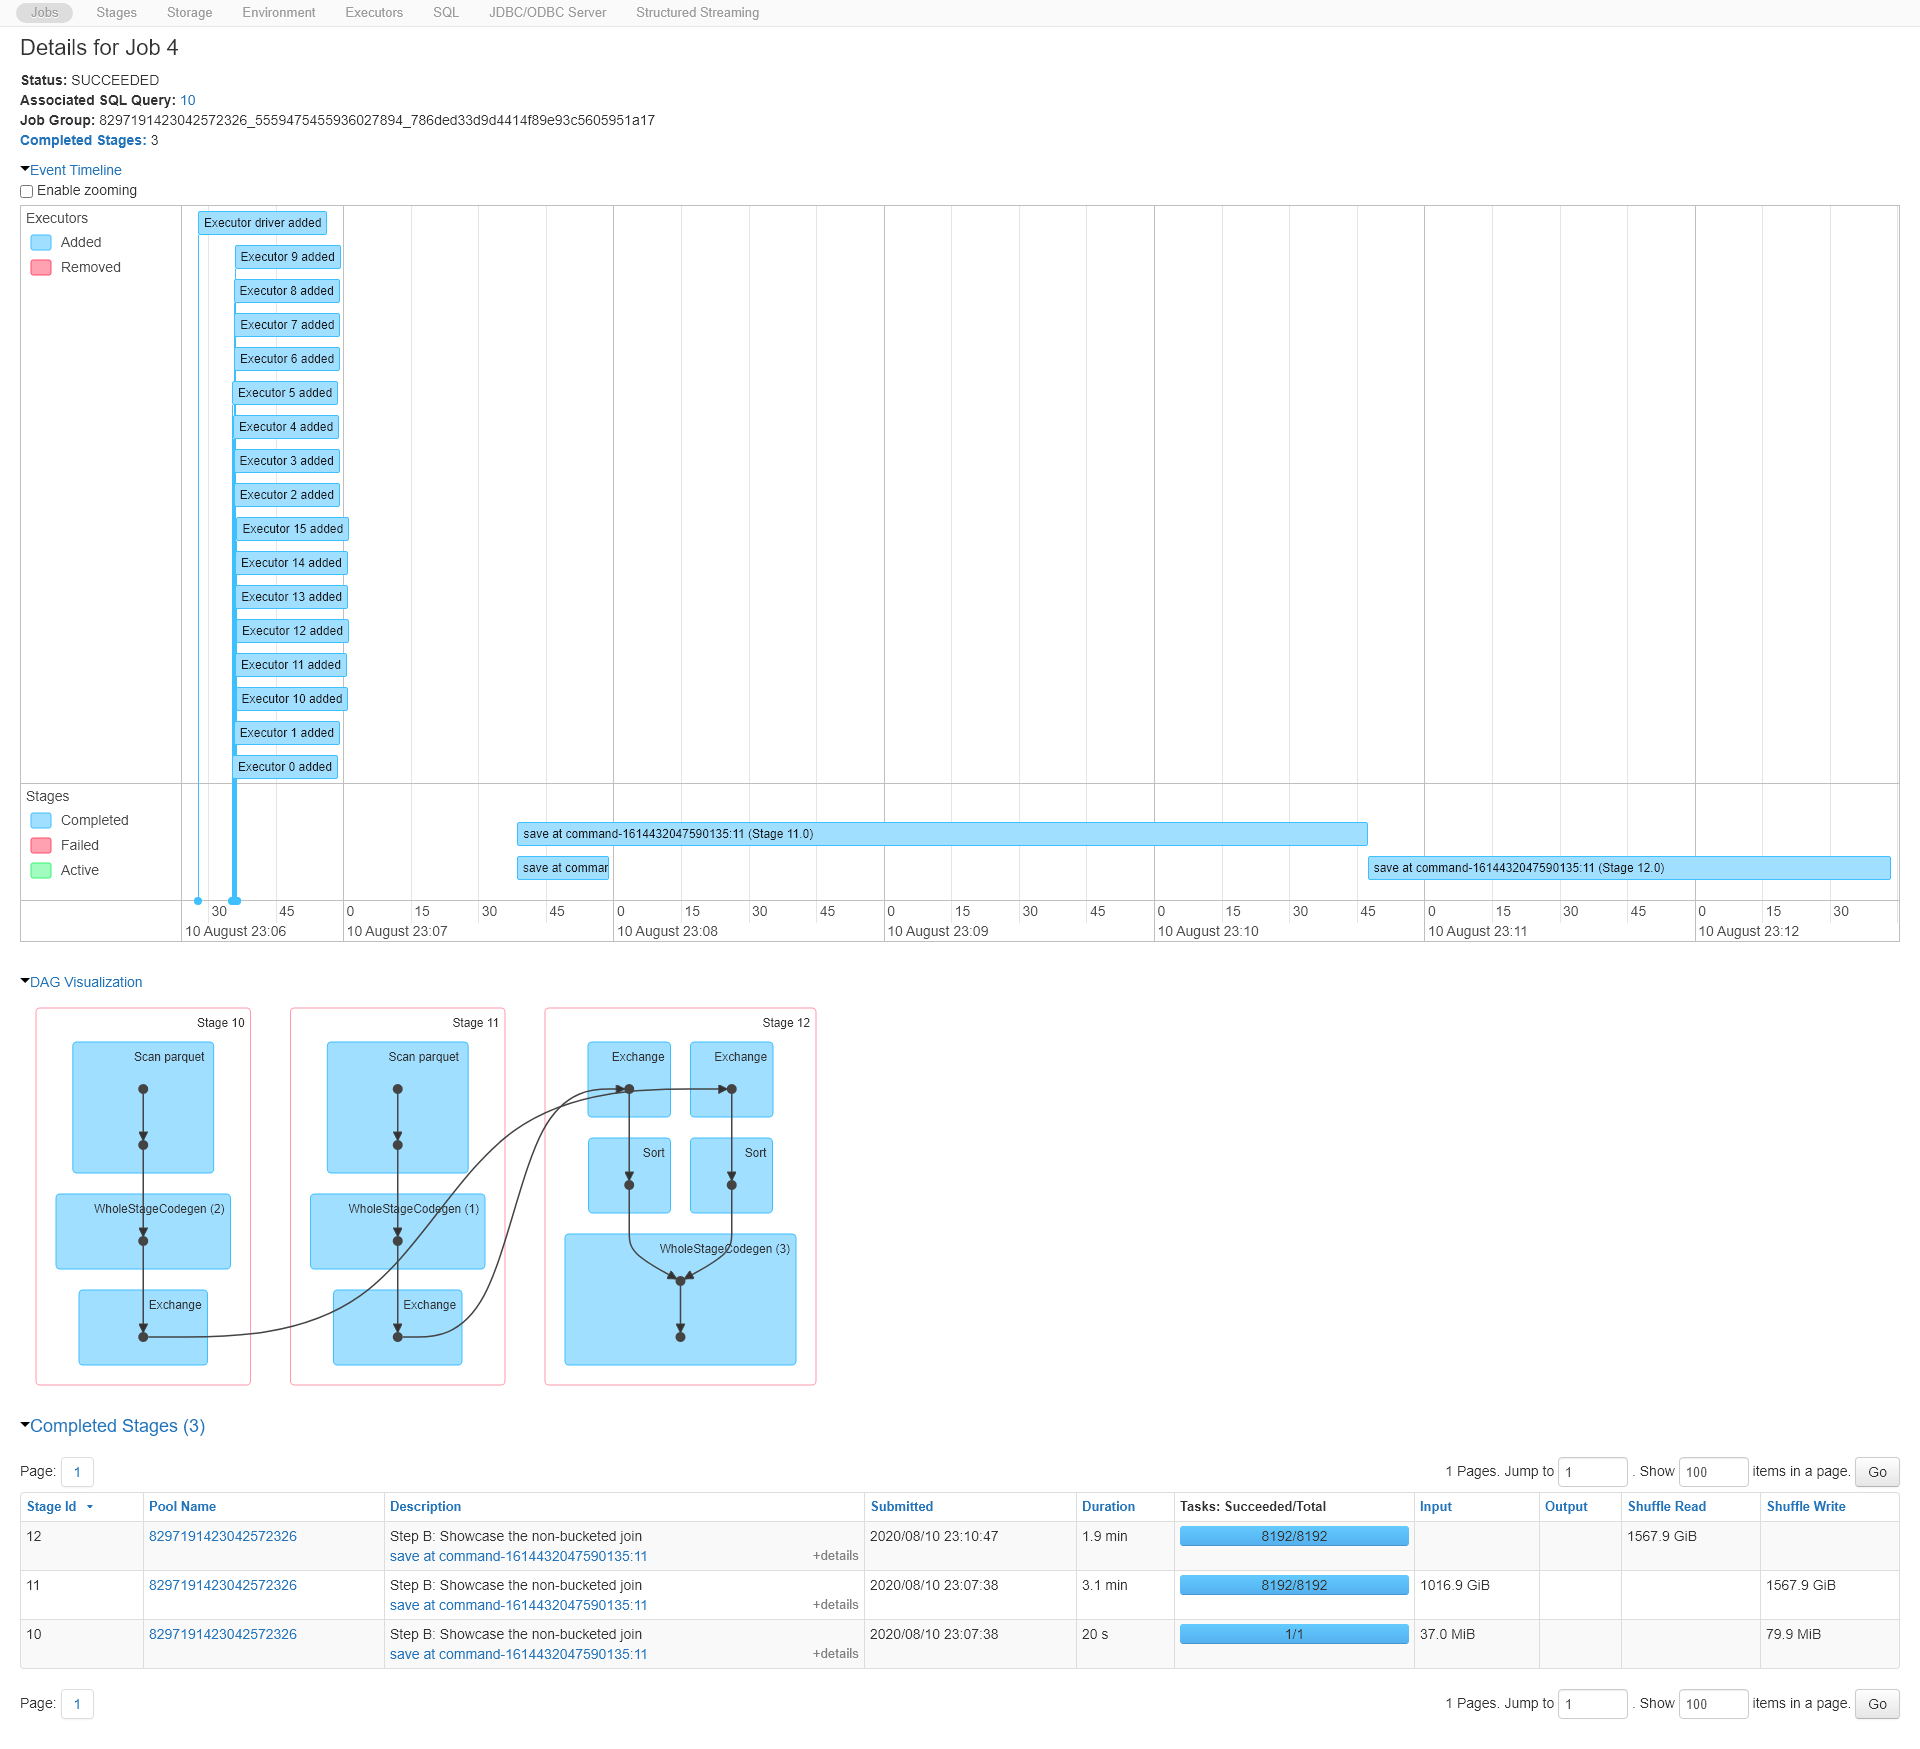 Jobs Stages Storage Environment Executors SQL JDBC/ODBC Server Structured Streaming
Details for Job 4
Status: SUCCEEDED
Associated SQL Query: 10
Job Group: 8297191423042572326_5559475455936027894_786ded33d9d4414f89e93c5605951a17
Completed Stages: 3
Event Timeline
Enable zooming
Executors
Added
Removed
Executor driver added
Executor 9 added
Executor 8 added
Executor 7 added
Executor 6 added
Executor 5 added
Executor 4 added
Executor 3 added
Executor 2 added
Executor 15 added
Executor 14 added
Executor 13 added
Executor 12 added
Executor 11 added
Executor 10 added
Executor 1 added
Executor 0 added
Stages
Completed
Failed
Active
save at command-1614432047590135:11 (Stage 11.0)
save at commar
save at command-1614432047590135:11 (Stage 12.0)
30 45 0 15 30 45 0 15 30 45 0 15 30 45 0 15 30 45 0 15 30 45 0 15 30
10 August 23:06 10 August 23:07 10 August 23:08 10 August 23:09 10 August 23:10 10 August 23:11 10 August 23:12
DAG Visualization
Stage 10
Scan parquet
WholeStageCodegen (2)
Exchange
Stage 11
Scan parquet
WholeStageCodegen (1)
Exchange
Stage 12
Exchange Exchange
Sort Sort
WholeStageCodegen (3)
Completed Stages (3)
Page: 1 1 Pages. Jump to 1 . Show 100 items in a page. Go
Stage Id Pool Name Description Submitted Duration Tasks: Succeeded/Total Input Output Shuffle Read Shuffle Write
12 8297191423042572326 Step B: Showcase the non-bucketed join 2020/08/10 23:10:47 1.9 min 8192/8192 1567.9 GiB
save at command-1614432047590135:11 +details
11 8297191423042572326 Step B: Showcase the non-bucketed join 2020/08/10 23:07:38 3.1 min 8192/8192 1016.9 GiB 1567.9 GiB
save at command-1614432047590135:11 +details
10 8297191423042572326 Step B: Showcase the non-bucketed join 2020/08/10 23:07:38 20 s 1/1 37.0 MiB 79.9 MiB
save at command-1614432047590135:11 +details
Page: 1 1 Pages. Jump to 1 . Show 100 items in a page. Go